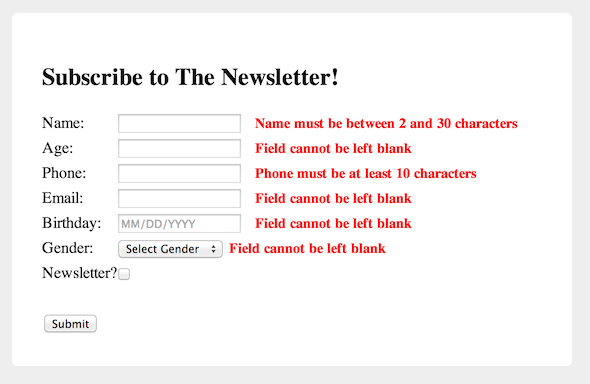 Subscribe to The Newsletter!
Name: Name must be between 2 and 30 characters
Age: Field cannot be left blank
Phone: Phone must be at least 10 characters
Email: Field cannot be left blank
Birthday: MM/DD/YYYY Field cannot be left blank
Gender: Select Gender Field cannot be left blank
Newsletter?
Submit